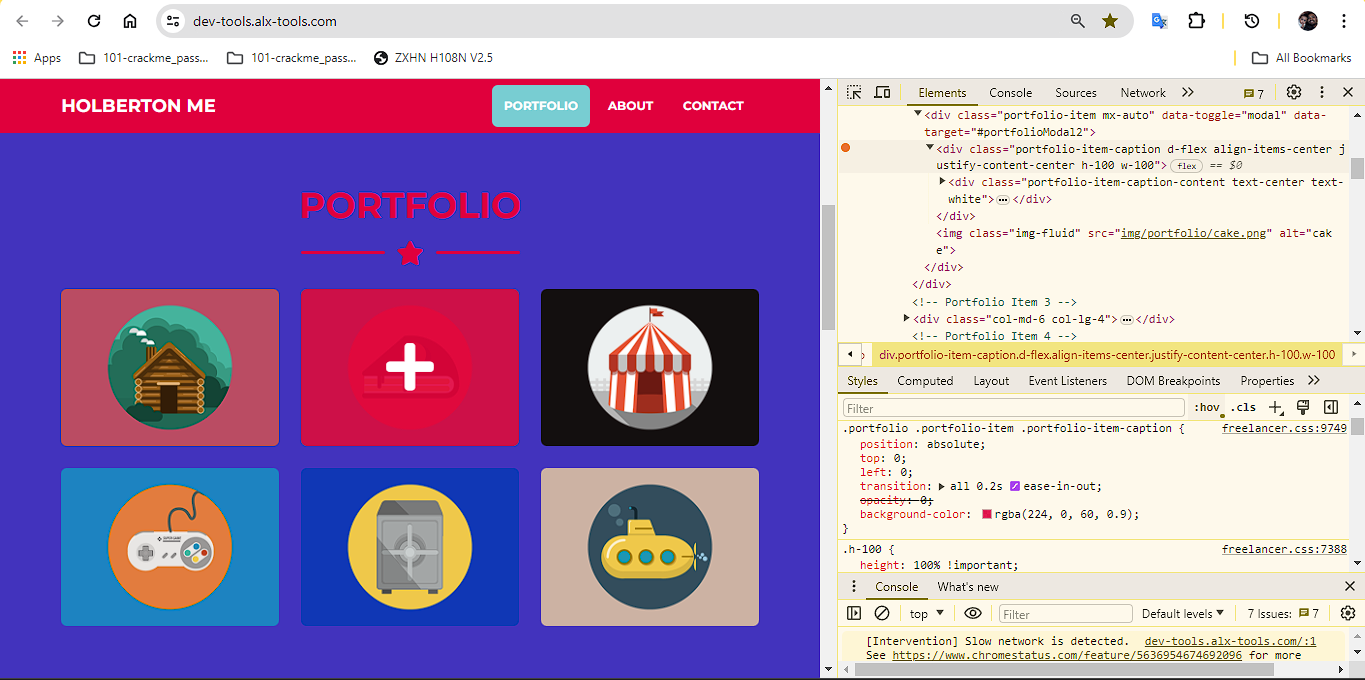 dev-tools.alx-tools.com
Apps 101-crackme_pass... 101-crackme_pass... ZXHN H108N V2.5 All Bookmarks
HOLBERTON ME PORTFOLIO ABOUT CONTACT
PORTFOLIO
Elements Console Sources Network 7
<div class="portfolio-item mx-auto" data-toggle="modal" data-
target="#portfolioModal2">
<div class="portfolio-item-caption d-flex align-items-center j
ustify-content-center h-100 w-100"> flex == $0
<div class="portfolio-item-caption-content text-center text-
white"> … </div>
</div>
<img class="img-fluid" src="img/portfolio/cake.png" alt="cak
e">
</div>
</div>
<!-- Portfolio Item 3 -->
<div class="col-md-6 col-lg-4"> … </div>
<!-- Portfolio Item 4 -->
div.portfolio-item-caption.d-flex.align-items-center.justify-content-center.h-100.w-100
Styles Computed Layout Event Listeners DOM Breakpoints Properties
Filter :hov .cls
.portfolio .portfolio-item .portfolio-item-caption { freelancer.css:9749
position: absolute;
top: 0;
left: 0;
transition: all 0.2s ease-in-out;
opacity: 0;
background-color: rgba(224, 0, 60, 0.9);
}
.h-100 { freelancer.css:7388
height: 100% !important;
Console What's new
top Filter Default levels 7 Issues: 7
[Intervention] Slow network is detected. dev-tools.alx-tools.com/:1
See https://www.chromestatus.com/feature/5636954674692096 for more